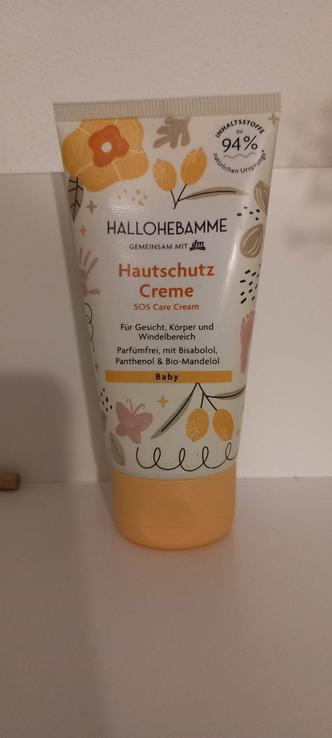 INHALTSSTOFFE
zu
94%
natürlichen Ursprungs*
HALLOHEBAMME
GEMEINSAM MIT dm
Hautschutz
Creme
SOS Care Cream
Für Gesicht, Körper und
Windelbereich
Parfümfrei, mit Bisabolol,
Panthenol & Bio-Mandelöl
Baby